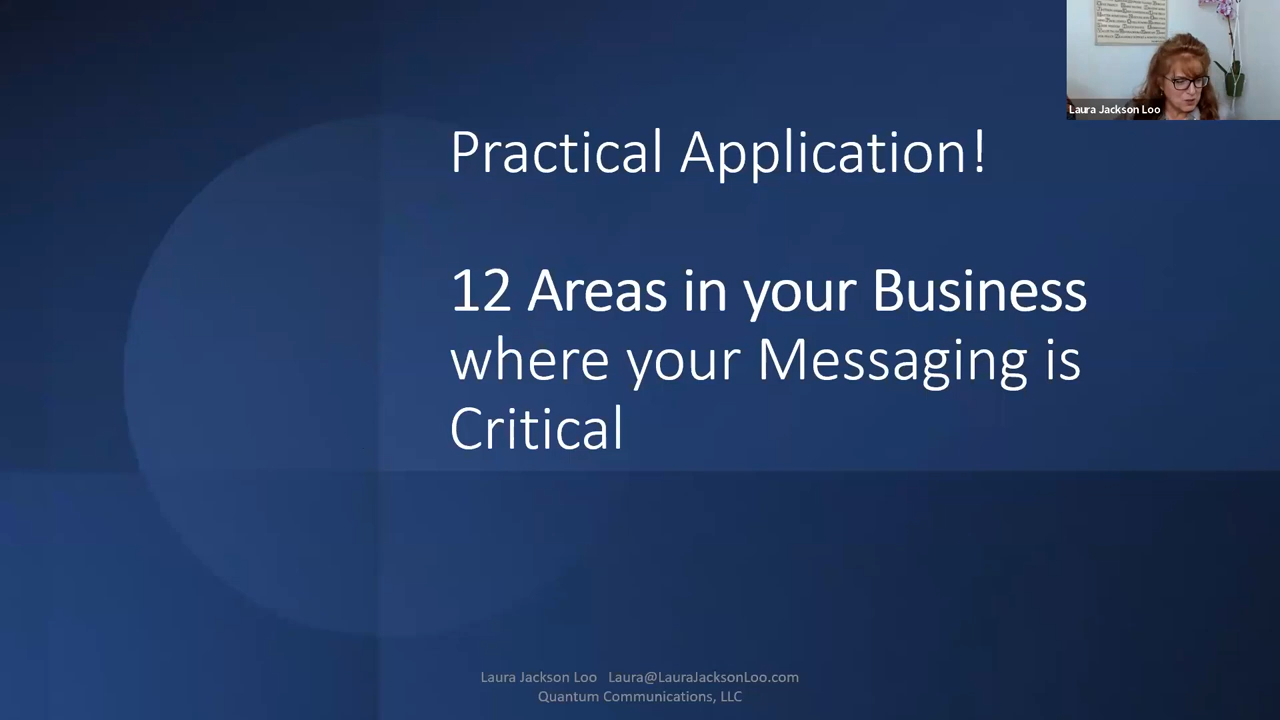 Laura Jackson Loo
Practical Application!
12 Areas in your Business
where your Messaging is
Critical
Laura Jackson Loo Laura@LauraJacksonLoo.com
Quantum Communications, LLC